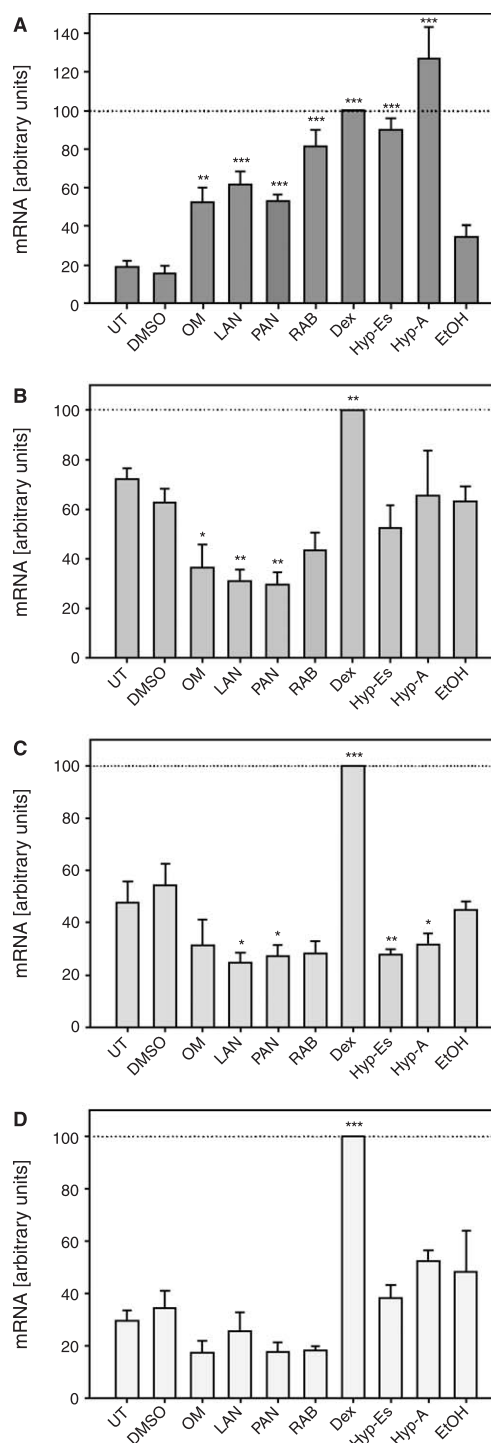 A
mRNA [arbitrary units]
140
120
100
80
60
40
20
0
** *** *** *** *** *** ***
UT DMSO OM LAN PAN RAB Dex Hyp-Es Hyp-A EtOH
B
mRNA [arbitrary units]
100
80
60
40
20
0
* ** ** **
UT DMSO OM LAN PAN RAB Dex Hyp-Es Hyp-A EtOH
C
mRNA [arbitrary units]
100
80
60
40
20
0
* * *** ** *
UT DMSO OM LAN PAN RAB Dex Hyp-Es Hyp-A EtOH
D
mRNA [arbitrary units]
100
80
60
40
20
0
***
UT DMSO OM LAN PAN RAB Dex Hyp-Es Hyp-A EtOH